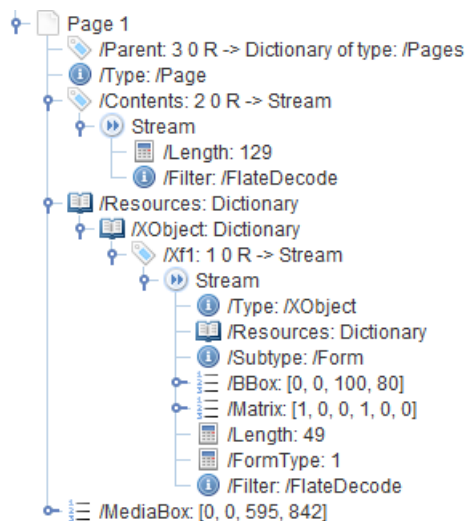 Page 1
/Parent: 3 0 R -> Dictionary of type: /Pages
/Type: /Page
/Contents: 2 0 R -> Stream
Stream
/Length: 129
/Filter: /FlateDecode
/Resources: Dictionary
/XObject: Dictionary
/Xf1: 1 0 R -> Stream
Stream
/Type: /XObject
/Resources: Dictionary
/Subtype: /Form
/BBox: [0, 0, 100, 80]
/Matrix: [1, 0, 0, 1, 0, 0]
/Length: 49
/FormType: 1
/Filter: /FlateDecode
/MediaBox: [0, 0, 595, 842]